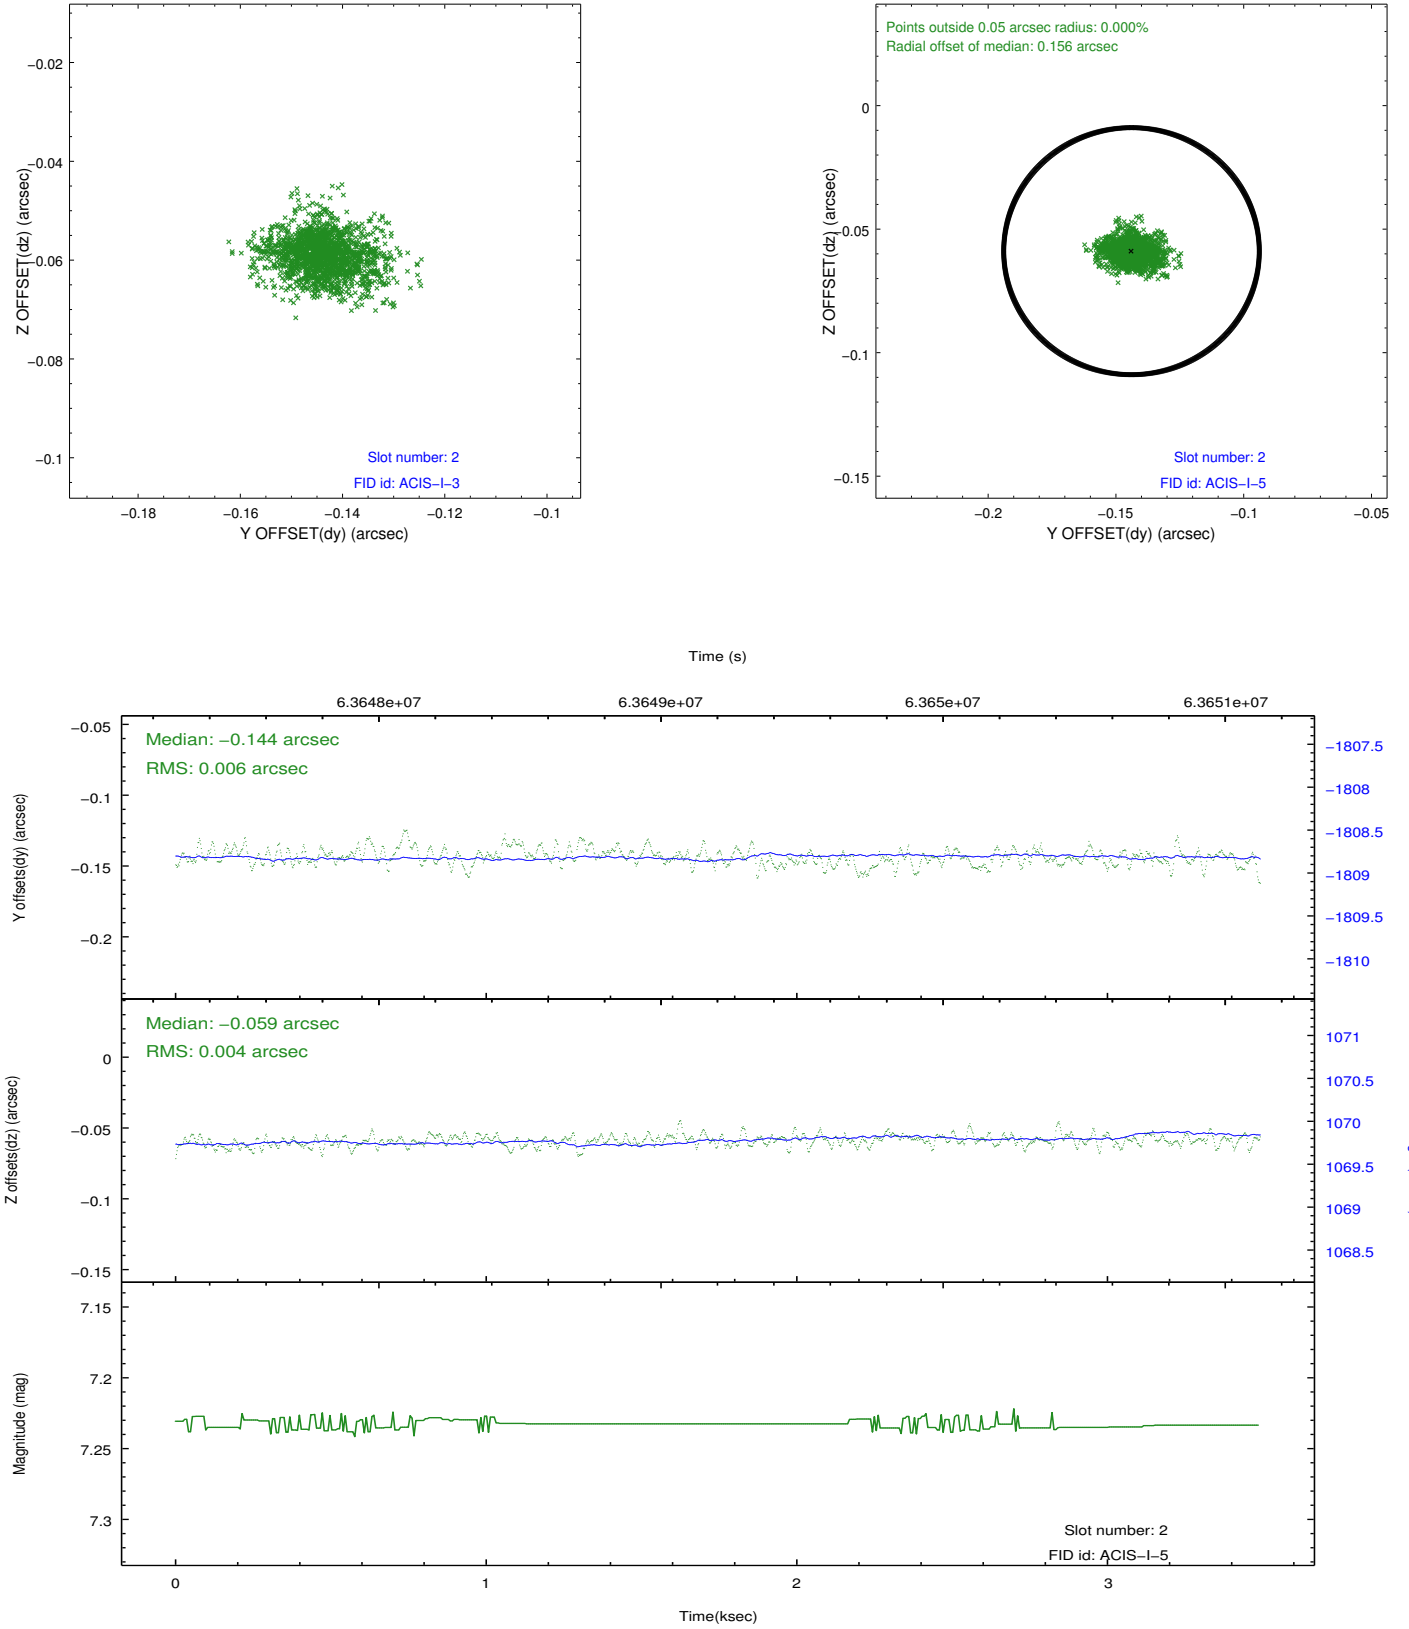 −0.02
−0.04
−0.06
−0.08
−0.1
Z OFFSET(dz) (arcsec)
Slot number: 2
FID id: ACIS−I−3
−0.18
−0.16
−0.14
−0.12
−0.1
Y OFFSET(dy) (arcsec)
Points outside 0.05 arcsec radius: 0.000%
Radial offset of median: 0.156 arcsec
0
−0.05
−0.1
−0.15
Z OFFSET(dz) (arcsec)
Slot number: 2
FID id: ACIS−I−5
−0.2
−0.15
−0.1
−0.05
Y OFFSET(dy) (arcsec)
Time (s)
6.3648e+07
6.3649e+07
6.365e+07
6.3651e+07
Median: −0.144 arcsec
RMS: 0.006 arcsec
−0.05
−0.1
−0.15
−0.2
Y offsets(dy) (arcsec)
−1807.5
−1808
−1808.5
−1809
−1809.5
−1810
Median: −0.059 arcsec
RMS: 0.004 arcsec
0
−0.05
−0.1
−0.15
Z offsets(dz) (arcsec)
1071
1070.5
1070
1069.5
1069
1068.5
7.15
7.2
7.25
7.3
Magnitude (mag)
Slot number: 2
FID id: ACIS−I−5
0
1
2
3
Time(ksec)